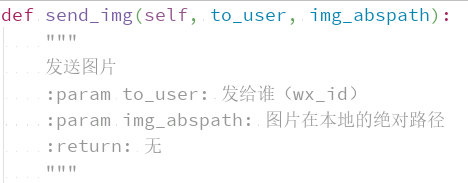 def send_img(self, to_user, img_abspath):
"""
发送图片
:param to_user: 发给谁（wx_id）
:param img_abspath: 图片在本地的绝对路径
:return: 无
"""